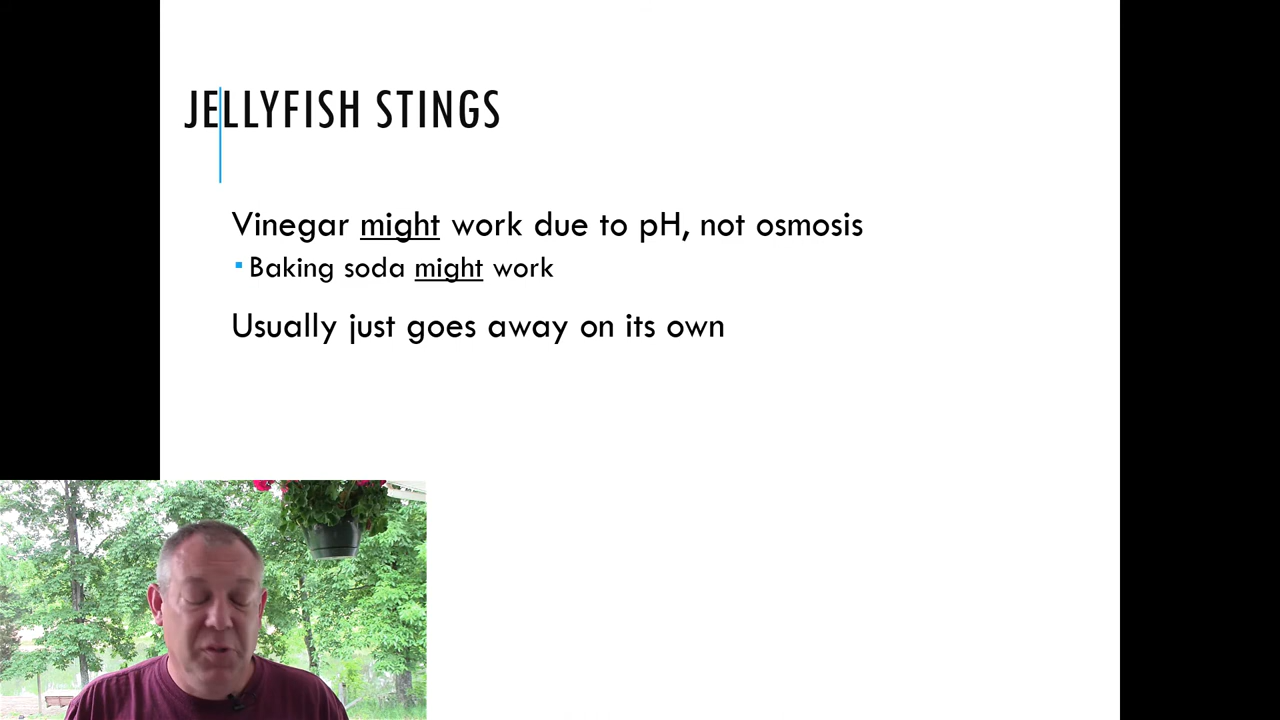 JELLYFISH STINGS
Vinegar might work due to pH, not osmosis
Baking soda might work
Usually just goes away on its own